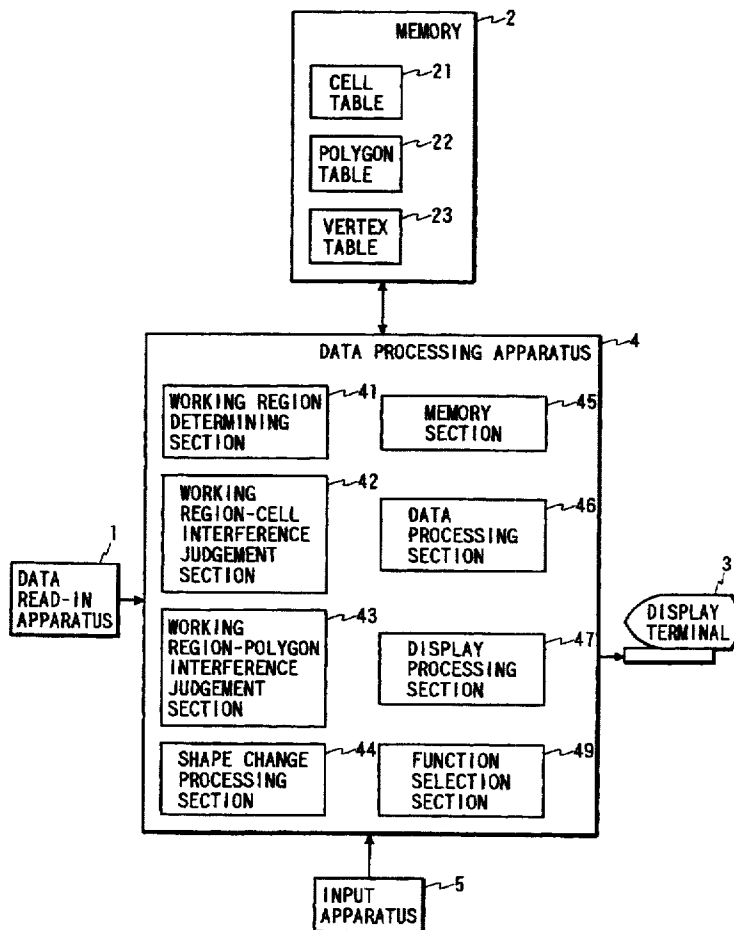 MEMORY
2
CELL
TABLE
21
POLYGON
TABLE
22
VERTEX
TABLE
23
DATA PROCESSING APPARATUS
4
WORKING REGION
DETERMINING
SECTION
41
MEMORY
SECTION
45
WORKING
REGION-CELL
INTERFERENCE
JUDGEMENT
SECTION
42
DATA
PROCESSING
SECTION
46
DATA
READ-IN
APPARATUS
1
WORKING
REGION-POLYGON
INTERFERENCE
JUDGEMENT
SECTION
43
DISPLAY
PROCESSING
SECTION
47
DISPLAY
TERMINAL
3
SHAPE CHANGE
PROCESSING
SECTION
44
FUNCTION
SELECTION
SECTION
49
INPUT
APPARATUS
5